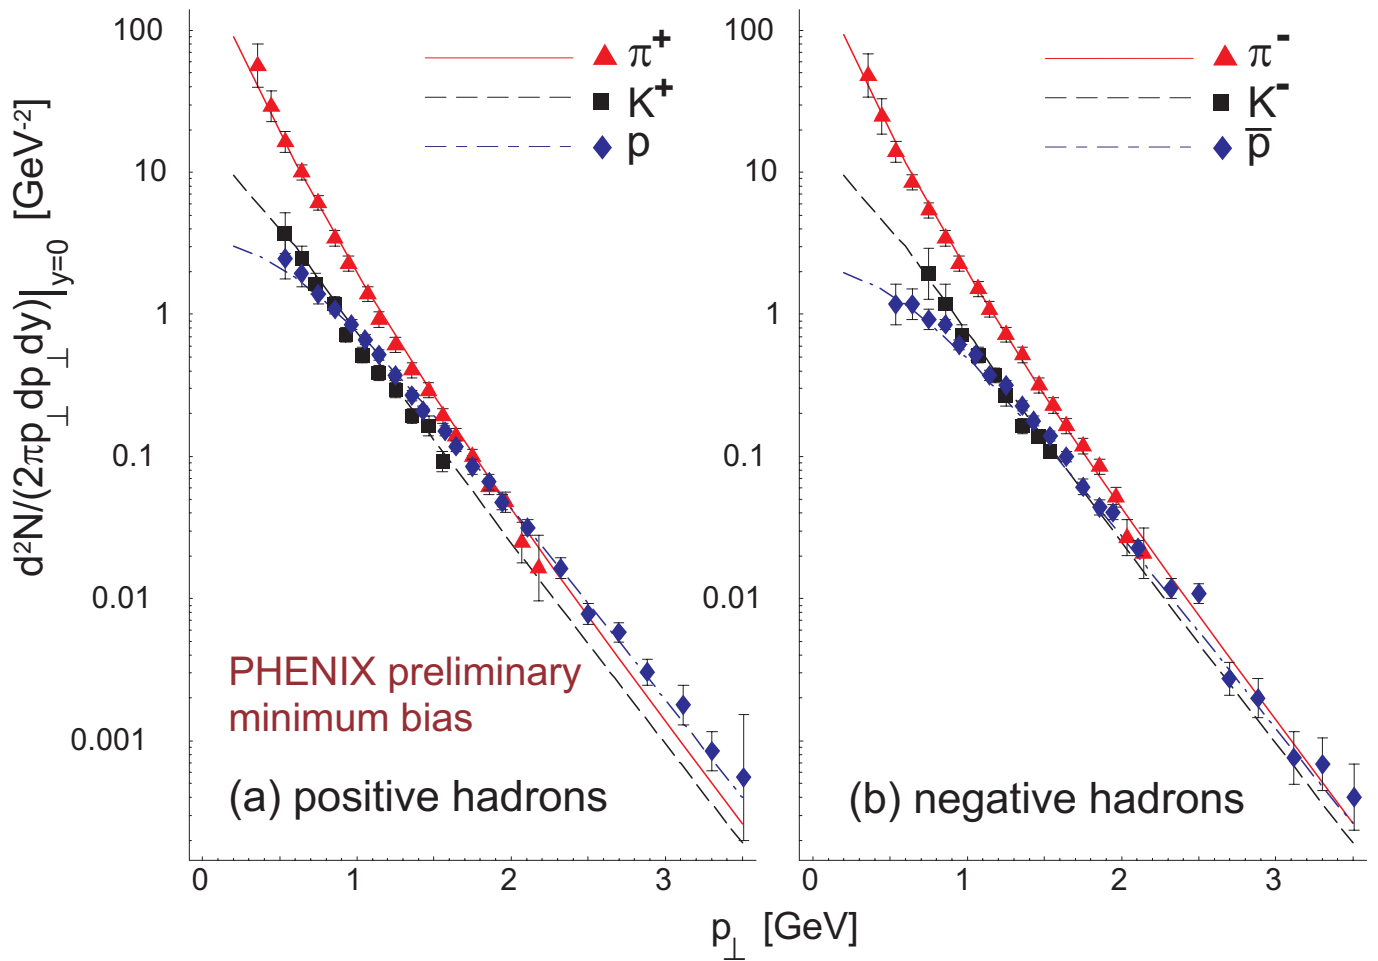 d²N/(2πp⊥ dp⊥ dy)|y=0 [GeV⁻²]
100
10
1
0.1
0.01
0.001
π⁺
K⁺
p
PHENIX preliminary
minimum bias
(a) positive hadrons
0 1 2 3
100
10
1
0.1
0.01
0.001
π⁻
K⁻
p̅
(b) negative hadrons
0 1 2 3
p⊥ [GeV]